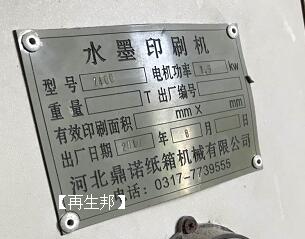 水墨印刷机
型号 电机功率 kw
重量 T 出厂编号
有效印刷面积 mm X mm
出厂日期 年 8 月 日
河北鼎诺纸箱机械有限公司
电话：0317-7739555
【再生邦】